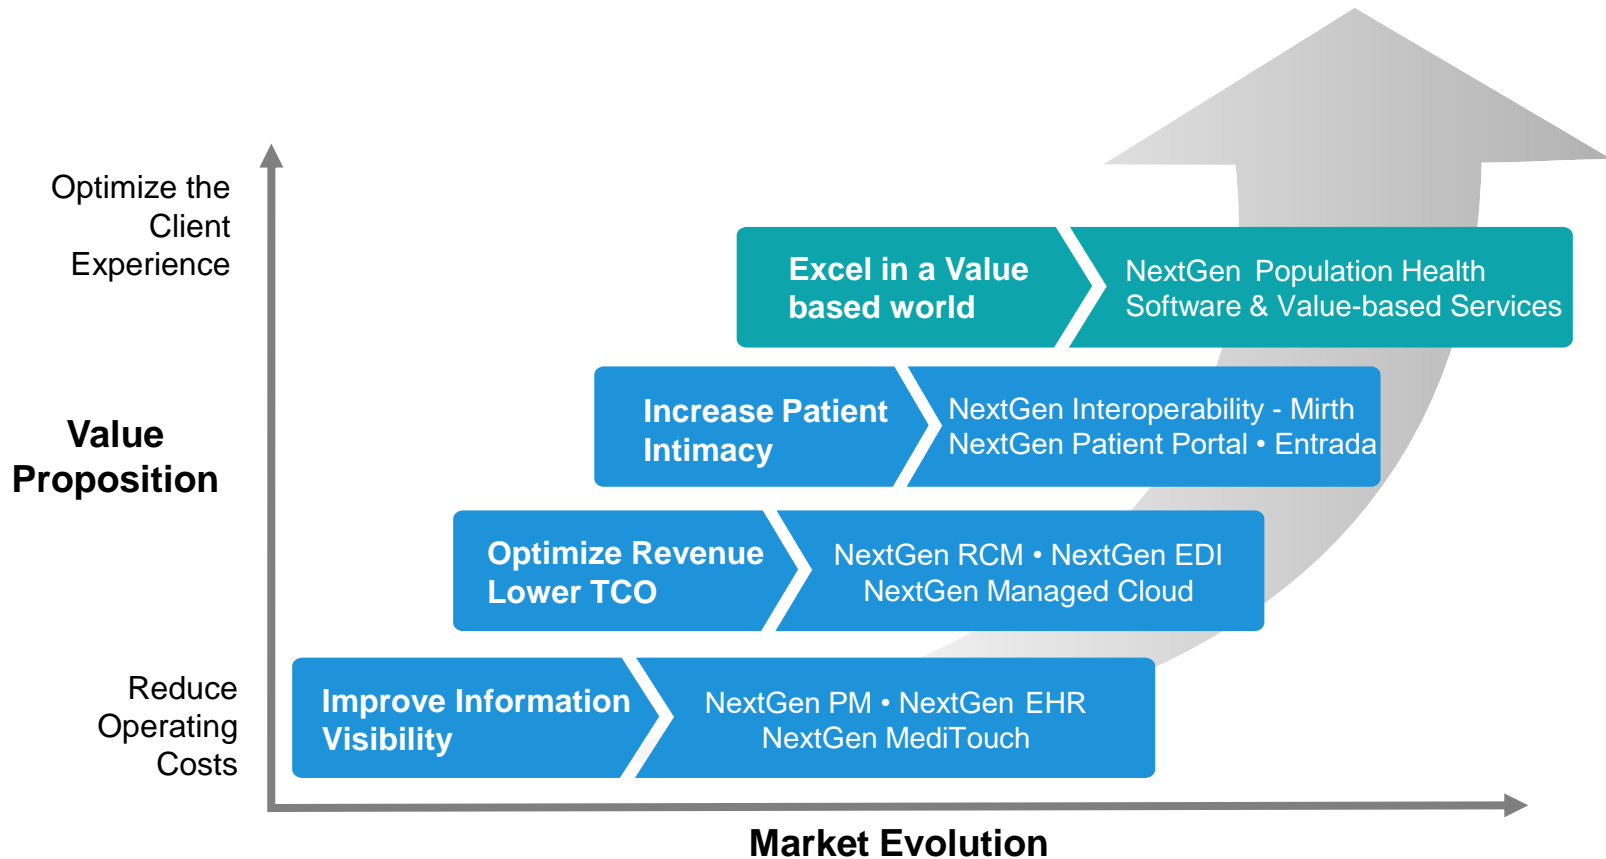 Optimize the
Client
Experience
Excel in a Value
based world
NextGen Population Health
Software & Value-based Services
Increase Patient
Intimacy
NextGen Interoperability - Mirth
NextGen Patient Portal • Entrada
Value
Proposition
Optimize Revenue
Lower TCO
NextGen RCM • NextGen EDI
NextGen Managed Cloud
Reduce
Operating
Costs
Improve Information
Visibility
NextGen PM • NextGen EHR
NextGen MediTouch
Market Evolution